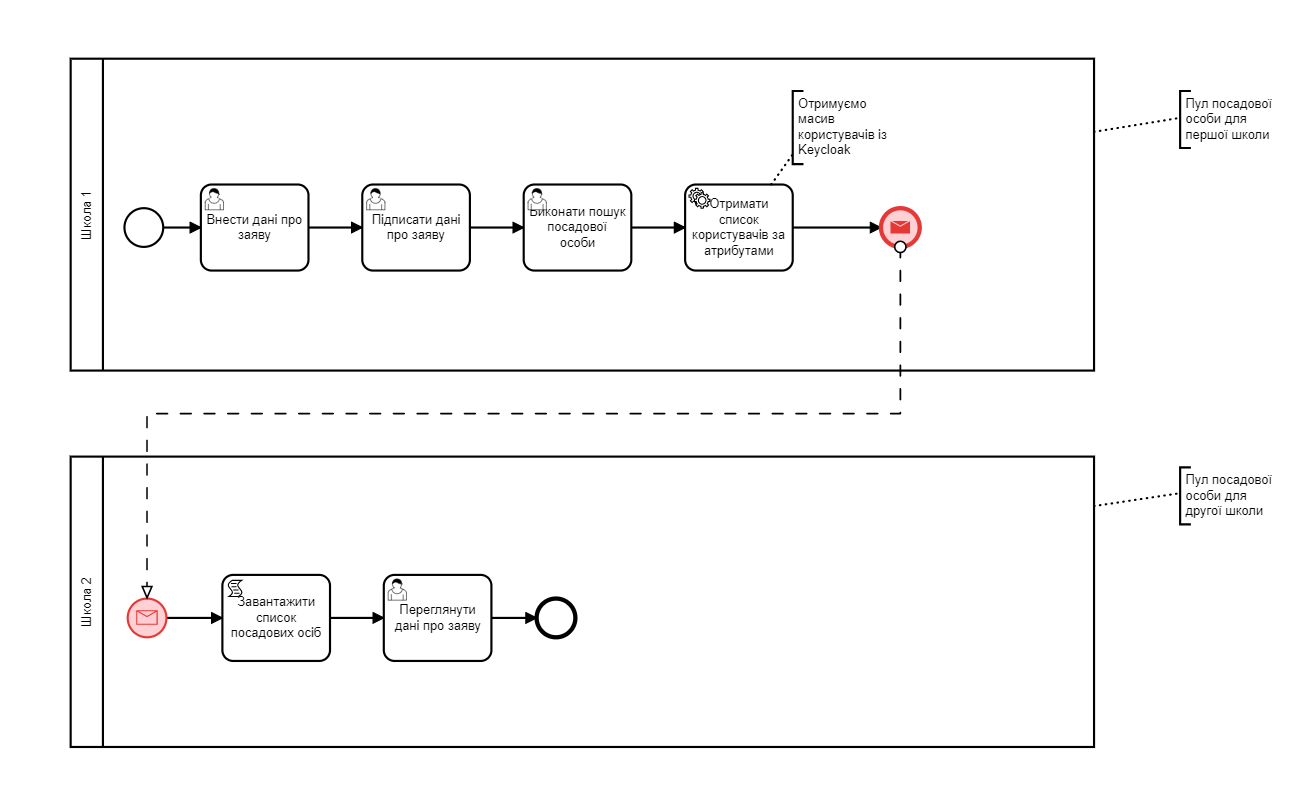 Школа 1
Внести дані про
заяву
Підписати дані
про заяву
Виконати пошук
посадової
особи
Отримати
список
користувачів за
атрибутами
Отримуємо
масив
користувачів із
Keycloak
Пул посадової
особи для
першої школи
Школа 2
Завантажити
список
посадових осіб
Переглянути
дані про заяву
Пул посадової
особи для
другої школи